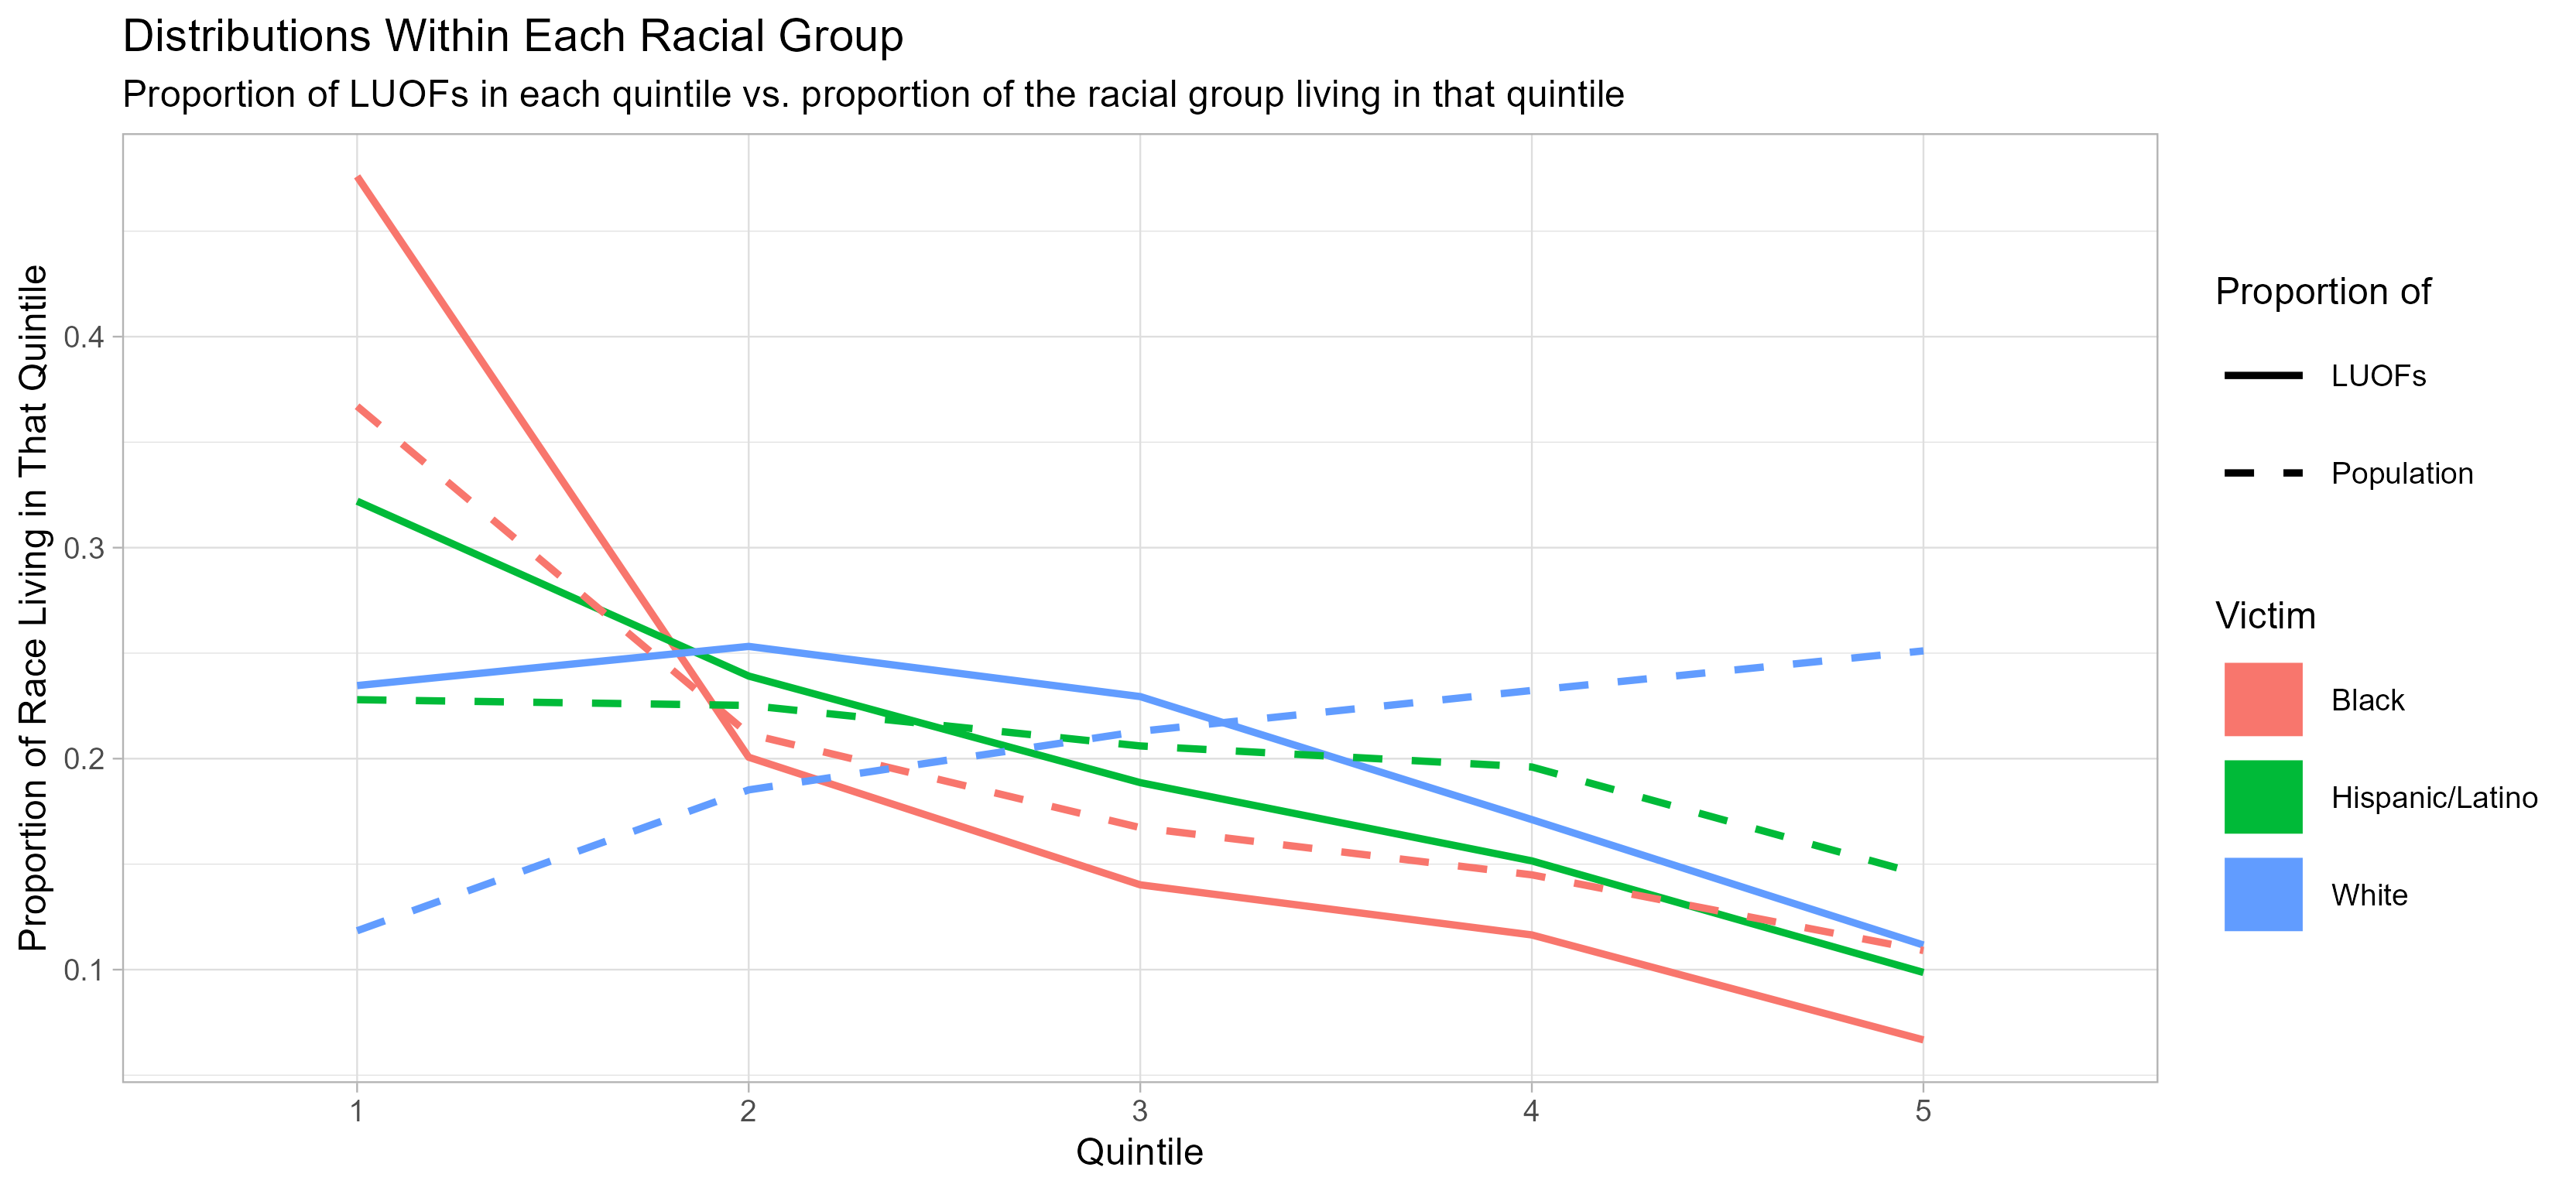 Distributions Within Each Racial Group
Proportion of LUOFs in each quintile vs. proportion of the racial group living in that quintile
Proportion of Race Living in That Quintile
0.4
0.3
0.2
0.1
1 2 3 4 5
Quintile
Proportion of
LUOFs
Population
Victim
Black
Hispanic/Latino
White